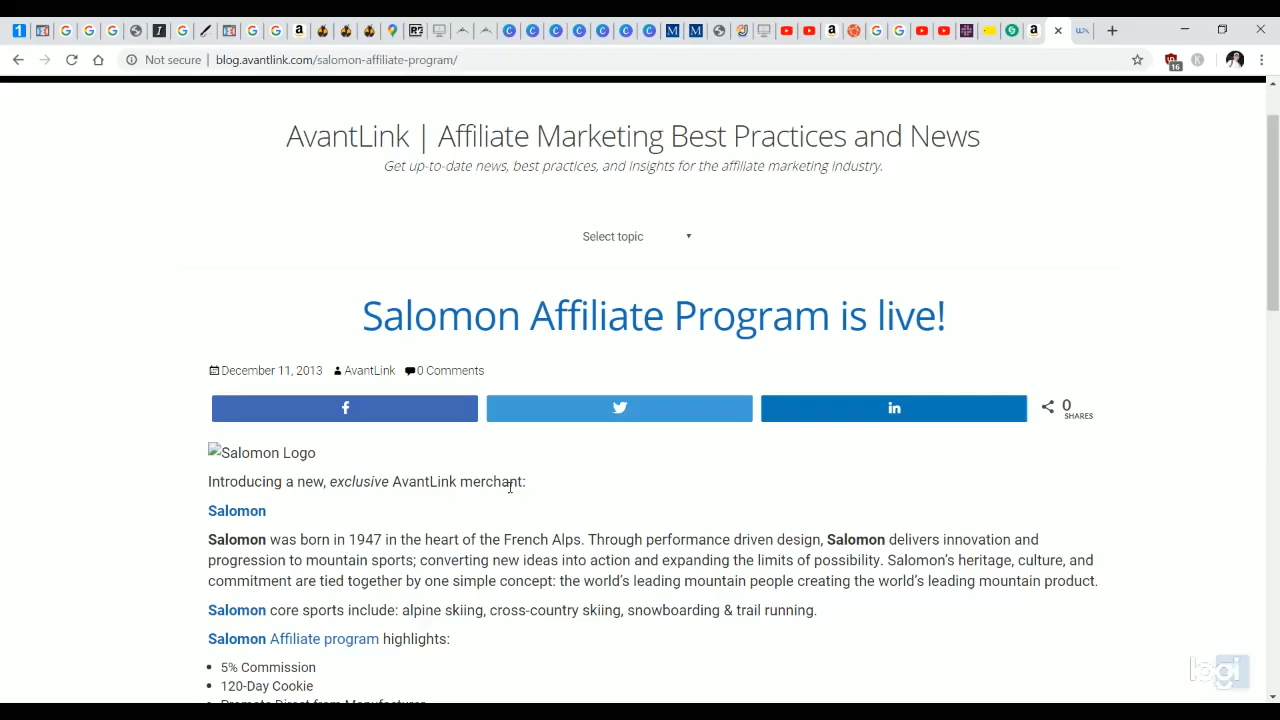 Not secure
blog.avantlink.com/salomon-affiliate-program/
16
AvantLink | Affiliate Marketing Best Practices and News
Get up-to-date news, best practices, and insights for the affiliate marketing industry.
Select topic
Salomon Affiliate Program is live!
December 11, 2013 AvantLink 0 Comments
0 SHARES
Salomon Logo
Introducing a new, exclusive AvantLink merchant:
Salomon
Salomon was born in 1947 in the heart of the French Alps. Through performance driven design, Salomon delivers innovation and
progression to mountain sports; converting new ideas into action and expanding the limits of possibility. Salomon's heritage, culture, and
commitment are tied together by one simple concept: the world's leading mountain people creating the world's leading mountain product.
Salomon core sports include: alpine skiing, cross-country skiing, snowboarding & trail running.
Salomon Affiliate program highlights:
5% Commission
120-Day Cookie
Promote Direct from Manufacturer
logi